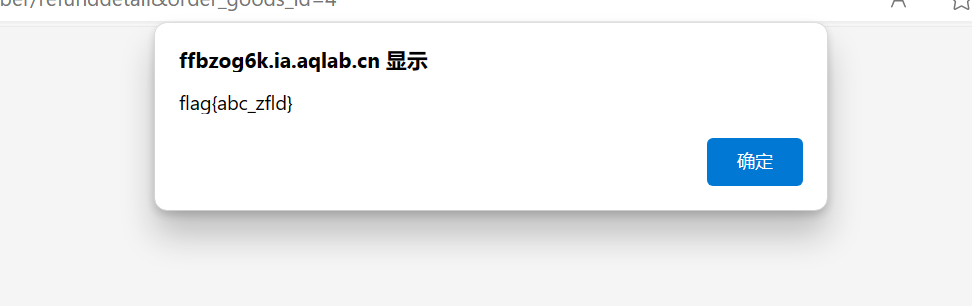 ber/refunddetail&order_goods_id=4
ffbzog6k.ia.aqlab.cn 显示
flag{abc_zfld}
确定